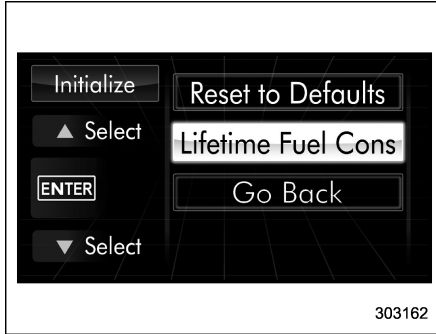 Initialize
▲ Select
ENTER
▼ Select
Reset to Defaults
Lifetime Fuel Cons
Go Back
303162